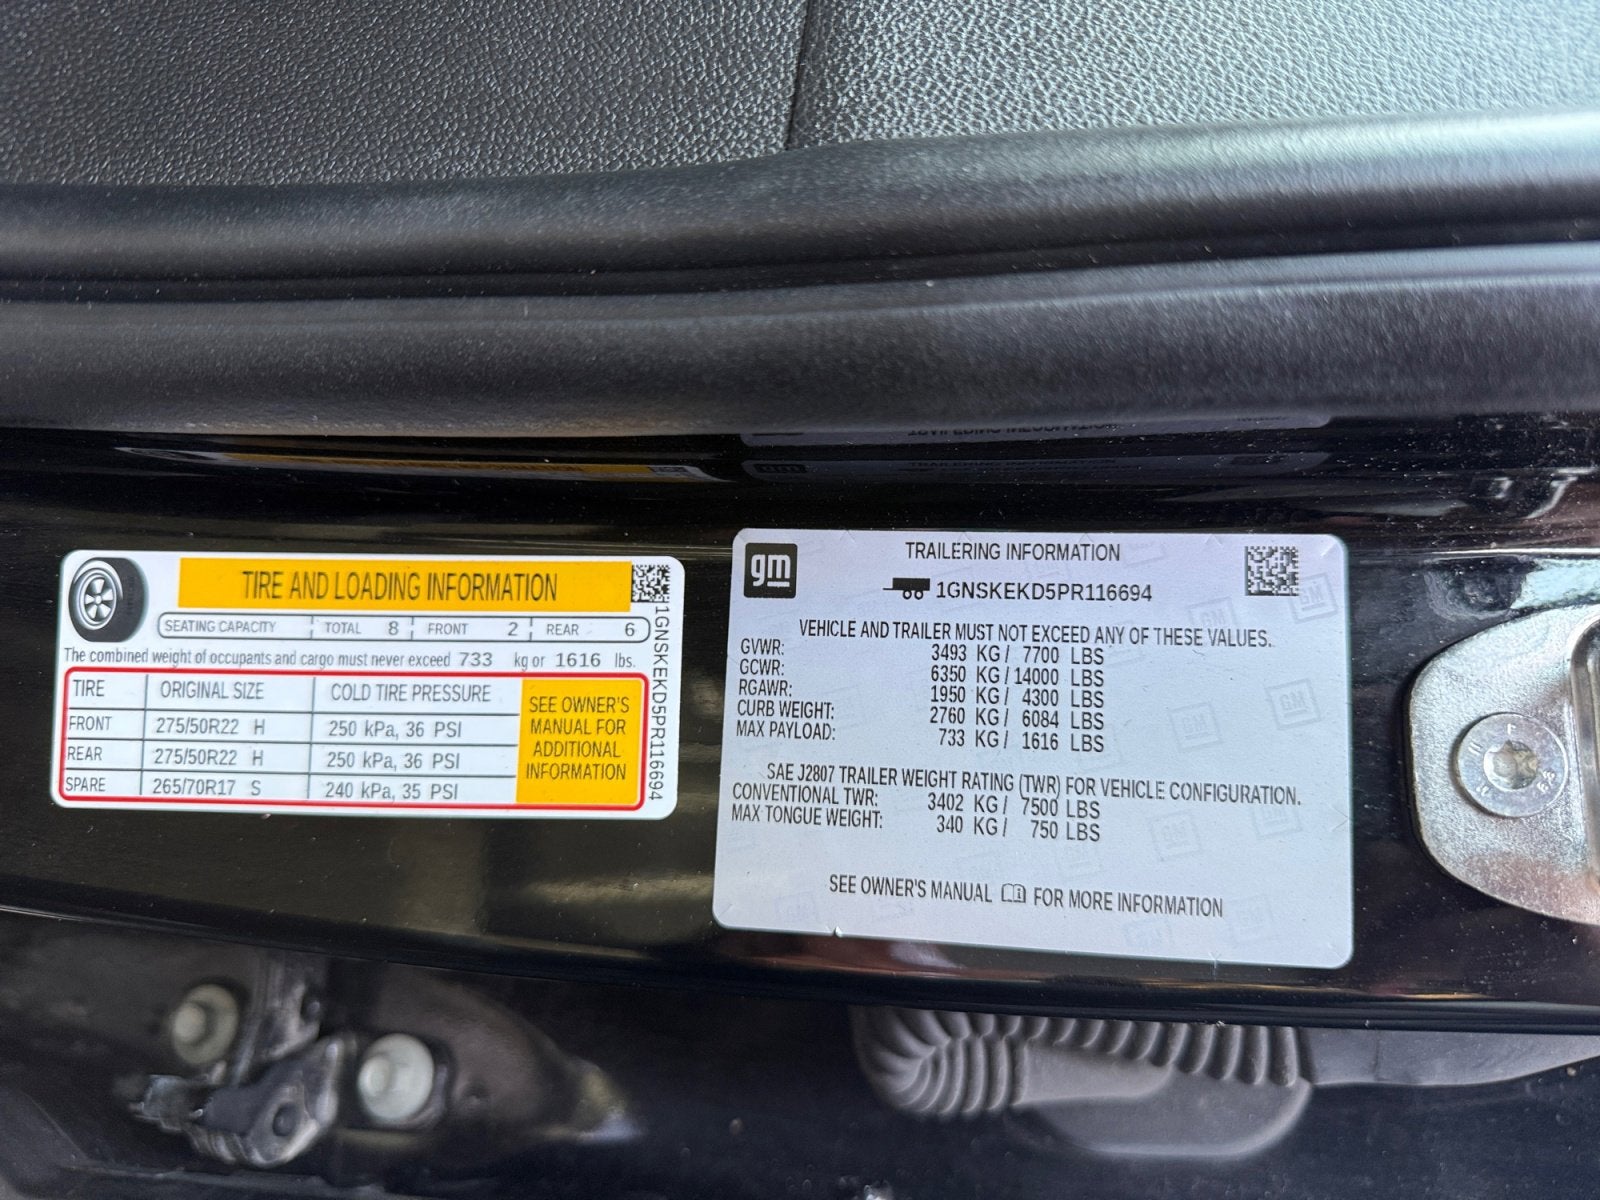 TIRE AND LOADING INFORMATION
SEATING CAPACITY TOTAL 8 FRONT 2 REAR 6
The combined weight of occupants and cargo must never exceed 733 kg or 1616 lbs.
TIRE ORIGINAL SIZE COLD TIRE PRESSURE
FRONT 275/50R22 H 250 kPa, 36 PSI
REAR 275/50R22 H 250 kPa, 36 PSI
SPARE 265/70R17 S 240 kPa, 35 PSI
SEE OWNER'S
MANUAL FOR
ADDITIONAL
INFORMATION
1GNSKEKD5PR116694
gm
TRAILERING INFORMATION
1GNSKEKD5PR116694
VEHICLE AND TRAILER MUST NOT EXCEED ANY OF THESE VALUES.
GVWR: 3493 KG/ 7700 LBS
GCWR: 6350 KG/14000 LBS
RGAWR: 1950 KG/ 4300 LBS
CURB WEIGHT: 2760 KG/ 6084 LBS
MAX PAYLOAD: 733 KG/ 1616 LBS
SAE J2807 TRAILER WEIGHT RATING (TWR) FOR VEHICLE CONFIGURATION.
CONVENTIONAL TWR: 3402 KG/ 7500 LBS
MAX TONGUE WEIGHT: 340 KG/ 750 LBS
SEE OWNER'S MANUAL FOR MORE INFORMATION